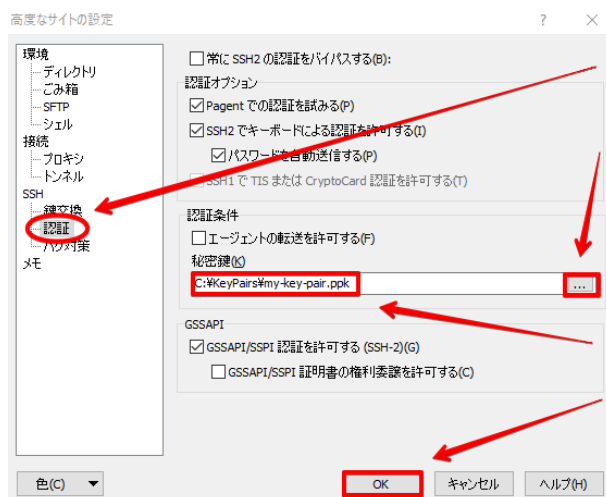 高度なサイトの設定
環境
ディレクトリ
ごみ箱
SFTP
シェル
接続
プロキシ
トンネル
SSH
鍵交換
認証
バグ対策
メモ
常に SSH2 の認証をバイパスする(B):
認証オプション
Pagent での認証を試みる(P)
SSH2 でキーボードによる認証を許可する(I)
パスワードを自動送信する(P)
SSH1 で TIS または CryptoCard 認証を許可する(T)
認証条件
エージェントの転送を許可する(F)
秘密鍵(K)
C:¥KeyPairs¥my-key-pair.ppk
...
GSSAPI
GSSAPI/SSPI 認証を許可する (SSH-2)(G)
GSSAPI/SSPI 証明書の権利委譲を許可する(C)
色(C)
OK
キャンセル
ヘルプ(H)